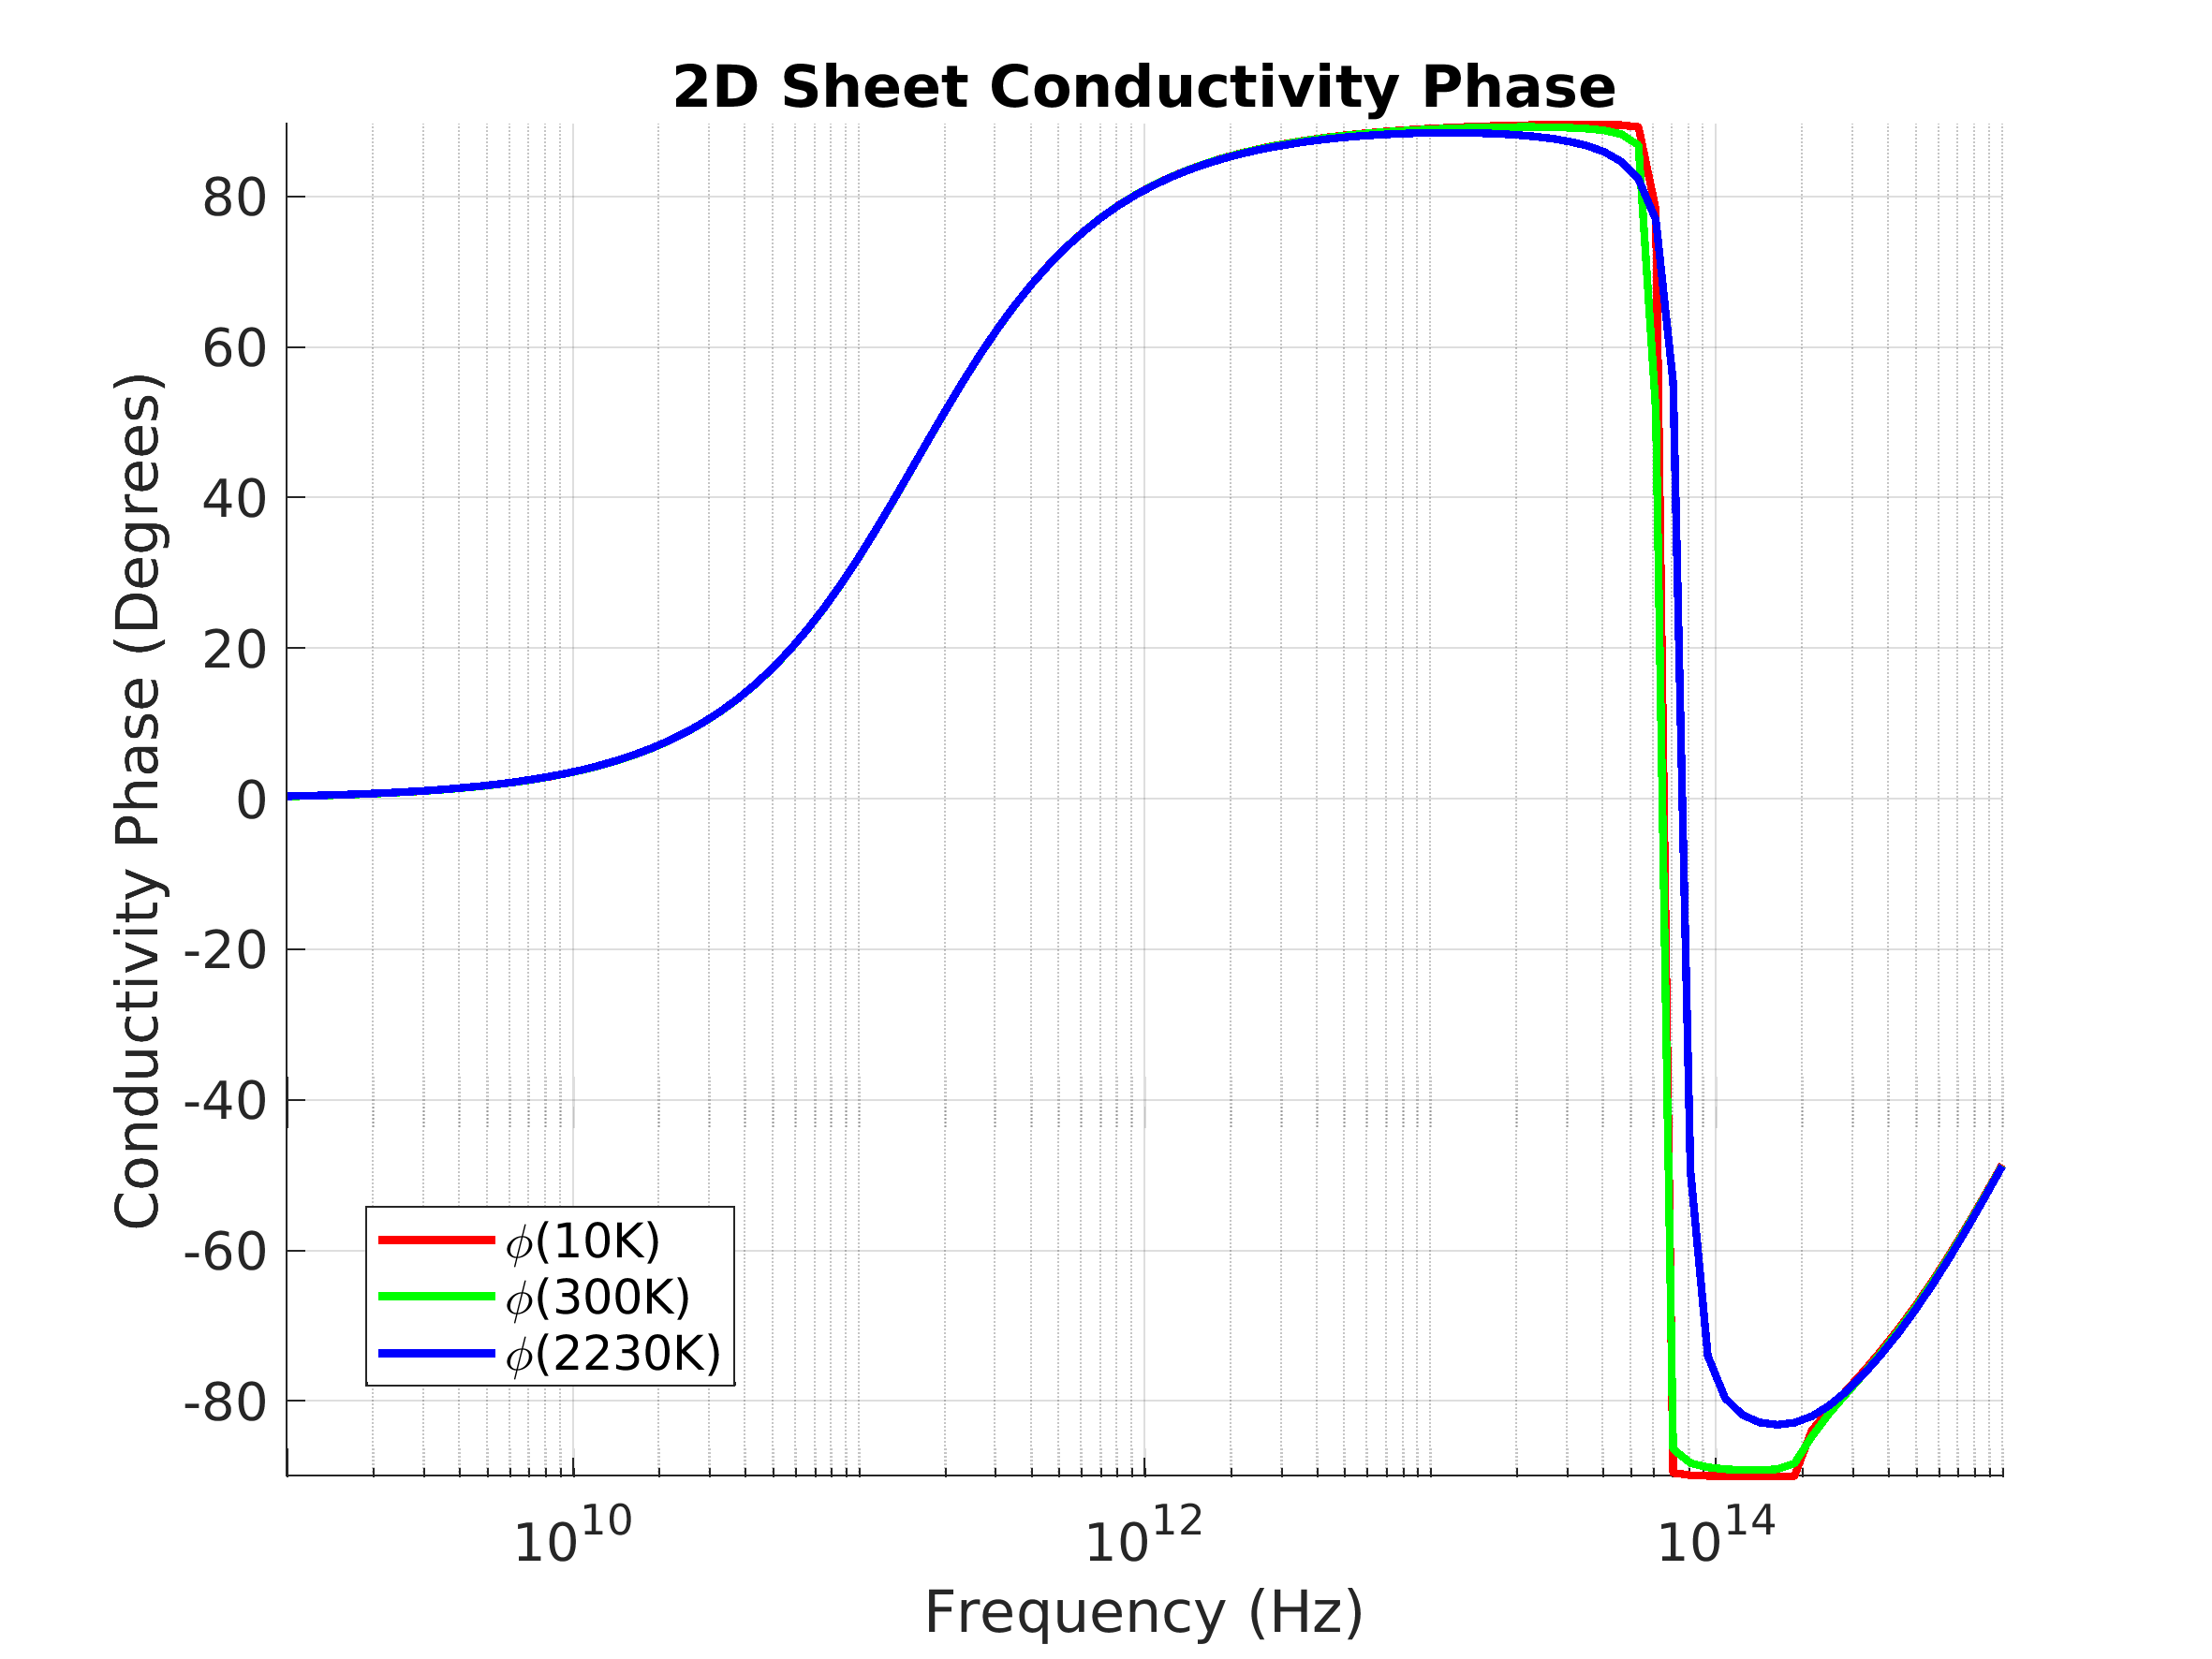 2D Sheet Conductivity Phase
Conductivity Phase (Degrees)
80
60
40
20
0
-20
-40
-60
-80
ϕ(10K)
ϕ(300K)
ϕ(2230K)
10^10 10^12 10^14
Frequency (Hz)